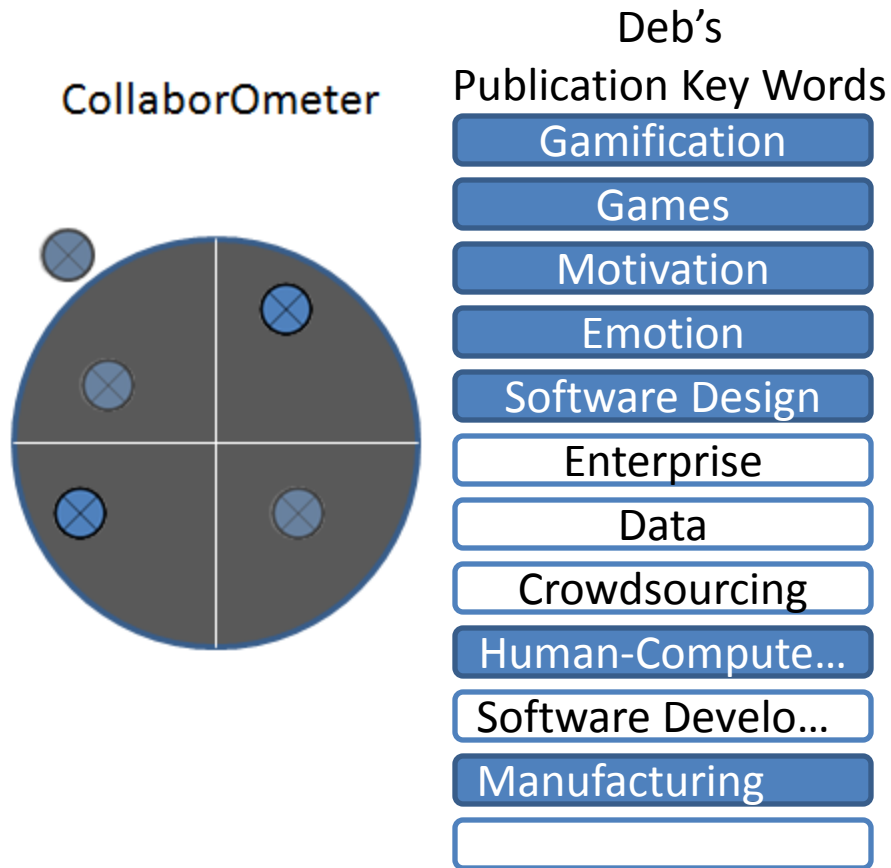 CollaborOmeter
Deb’s
Publication Key Words
Gamification
Games
Motivation
Emotion
Software Design
Enterprise
Data
Crowdsourcing
Human-Compute...
Software Develo...
Manufacturing